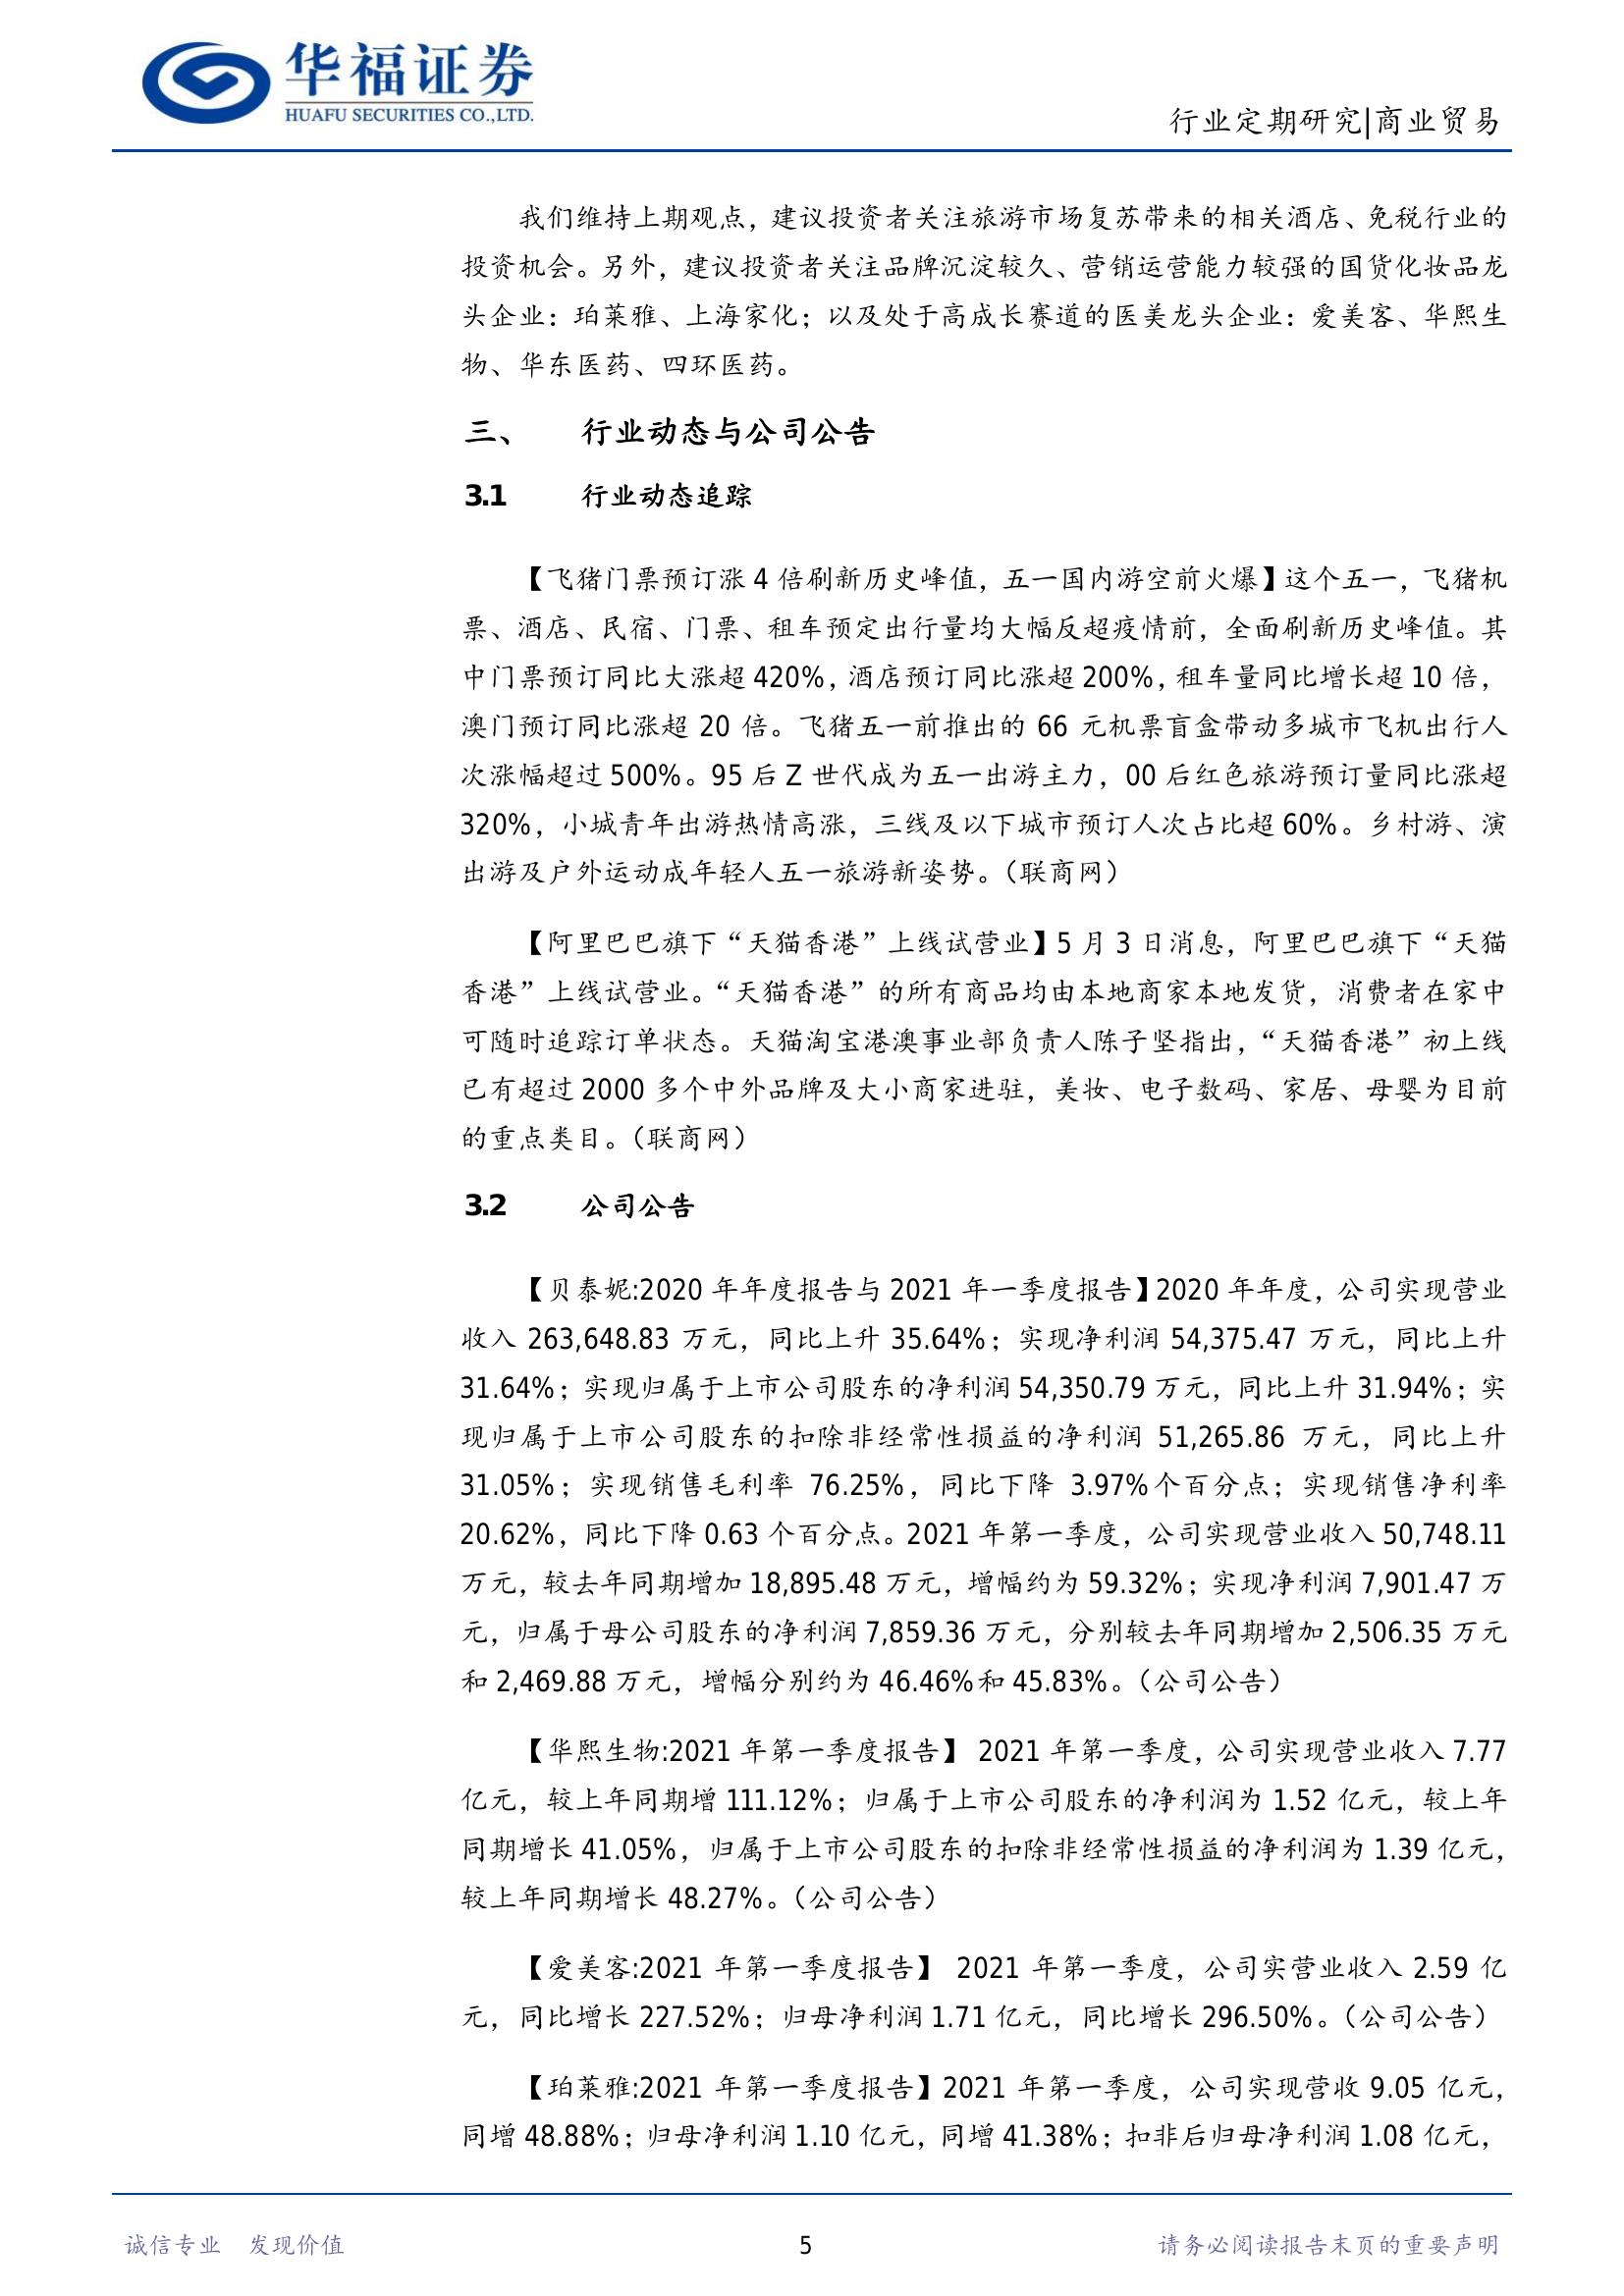 华福证券
HUAFU SECURITIES CO.,LTD.
行业定期研究|商业贸易
我们维持上期观点，建议投资者关注旅游市场复苏带来的相关酒店、免税行业的
投资机会。另外，建议投资者关注品牌沉淀较久、营销运营能力较强的国货化妆品龙
头企业：珀莱雅、上海家化；以及处于高成长赛道的医美龙头企业：爱美客、华熙生
物、华东医药、四环医药。
三、 行业动态与公司公告
3.1 行业动态追踪
【飞猪门票预订涨 4 倍刷新历史峰值，五一国内游空前火爆】这个五一，飞猪机
票、酒店、民宿、门票、租车预定出行量均大幅反超疫情前，全面刷新历史峰值。其
中门票预订同比大涨超 420%，酒店预订同比涨超 200%，租车量同比增长超 10 倍，
澳门预订同比涨超 20 倍。飞猪五一前推出的 66 元机票盲盒带动多城市飞机出行人
次涨幅超过 500%。95 后 Z 世代成为五一出游主力，00 后红色旅游预订量同比涨超
320%，小城青年出游热情高涨，三线及以下城市预订人次占比超 60%。乡村游、演
出游及户外运动成年轻人五一旅游新姿势。（联商网）
【阿里巴巴旗下“天猫香港”上线试营业】5 月 3 日消息，阿里巴巴旗下“天猫
香港”上线试营业。“天猫香港”的所有商品均由本地商家本地发货，消费者在家中
可随时追踪订单状态。天猫淘宝港澳事业部负责人陈子坚指出，“天猫香港”初上线
已有超过 2000 多个中外品牌及大小商家进驻，美妆、电子数码、家居、母婴为目前
的重点类目。（联商网）
3.2 公司公告
【贝泰妮:2020 年年度报告与 2021 年一季度报告】2020 年年度，公司实现营业
收入 263,648.83 万元，同比上升 35.64%；实现净利润 54,375.47 万元，同比上升
31.64%；实现归属于上市公司股东的净利润 54,350.79 万元，同比上升 31.94%；实
现归属于上市公司股东的扣除非经常性损益的净利润 51,265.86 万元，同比上升
31.05%；实现销售毛利率 76.25%，同比下降 3.97%个百分点；实现销售净利率
20.62%，同比下降 0.63 个百分点。2021 年第一季度，公司实现营业收入 50,748.11
万元，较去年同期增加 18,895.48 万元，增幅约为 59.32%；实现净利润 7,901.47 万
元，归属于母公司股东的净利润 7,859.36 万元，分别较去年同期增加 2,506.35 万元
和 2,469.88 万元，增幅分别约为 46.46%和 45.83%。（公司公告）
【华熙生物:2021 年第一季度报告】 2021 年第一季度，公司实现营业收入 7.77
亿元，较上年同期增 111.12%；归属于上市公司股东的净利润为 1.52 亿元，较上年
同期增长 41.05%，归属于上市公司股东的扣除非经常性损益的净利润为 1.39 亿元，
较上年同期增长 48.27%。（公司公告）
【爱美客:2021 年第一季度报告】 2021 年第一季度，公司实营业收入 2.59 亿
元，同比增长 227.52%；归母净利润 1.71 亿元，同比增长 296.50%。（公司公告）
【珀莱雅:2021 年第一季度报告】2021 年第一季度，公司实现营收 9.05 亿元，
同增 48.88%；归母净利润 1.10 亿元，同增 41.38%；扣非后归母净利润 1.08 亿元，
诚信专业 发现价值
5
请务必阅读报告末页的重要声明